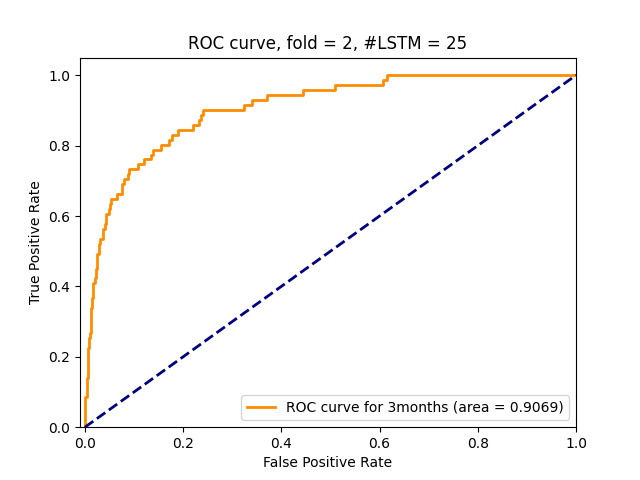 ROC curve, fold = 2, #LSTM = 25
1.0
0.8
0.6
0.4
0.2
0.0
True Positive Rate
ROC curve for 3months (area = 0.9069)
0.0 0.2 0.4 0.6 0.8 1.0
False Positive Rate